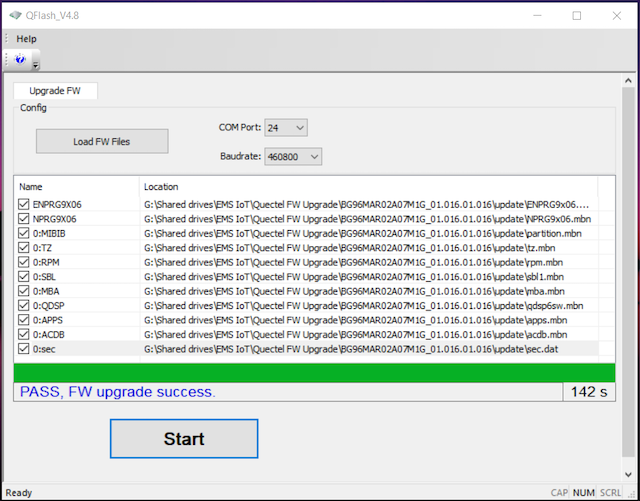 QFlash_V4.8
Help
Upgrade FW
Config
Load FW Files
COM Port: 24
Baudrate: 460800
Name Location
ENPRG9X06 G:\Shared drives\EMS IoT\Quectel FW Upgrade\BG96MAR02A07M1G_01.016.01.016\update\ENPRG9x06....
NPRG9X06 G:\Shared drives\EMS IoT\Quectel FW Upgrade\BG96MAR02A07M1G_01.016.01.016\update\NPRG9x06.mbn
0:MIBIB G:\Shared drives\EMS IoT\Quectel FW Upgrade\BG96MAR02A07M1G_01.016.01.016\update\partition.mbn
0:TZ G:\Shared drives\EMS IoT\Quectel FW Upgrade\BG96MAR02A07M1G_01.016.01.016\update\tz.mbn
0:RPM G:\Shared drives\EMS IoT\Quectel FW Upgrade\BG96MAR02A07M1G_01.016.01.016\update\rpm.mbn
0:SBL G:\Shared drives\EMS IoT\Quectel FW Upgrade\BG96MAR02A07M1G_01.016.01.016\update\sbl1.mbn
0:MBA G:\Shared drives\EMS IoT\Quectel FW Upgrade\BG96MAR02A07M1G_01.016.01.016\update\mba.mbn
0:QDSP G:\Shared drives\EMS IoT\Quectel FW Upgrade\BG96MAR02A07M1G_01.016.01.016\update\qdsp6sw.mbn
0:APPS G:\Shared drives\EMS IoT\Quectel FW Upgrade\BG96MAR02A07M1G_01.016.01.016\update\apps.mbn
0:ACDB G:\Shared drives\EMS IoT\Quectel FW Upgrade\BG96MAR02A07M1G_01.016.01.016\update\acdb.mbn
0:sec G:\Shared drives\EMS IoT\Quectel FW Upgrade\BG96MAR02A07M1G_01.016.01.016\update\sec.dat
PASS, FW upgrade success. 142 s
Start
Ready CAP NUM SCRL